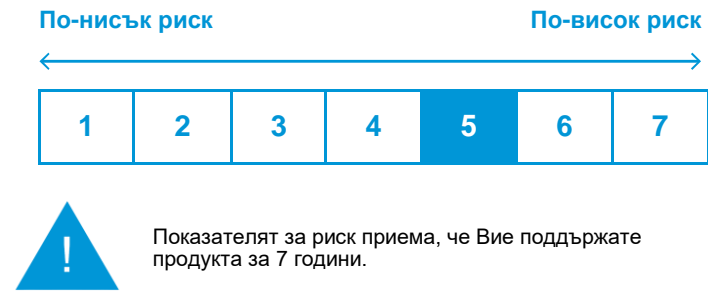 По-нисък риск По-висок риск
1 2 3 4 5 6 7
!
Показателят за риск приема, че Вие поддържате
продукта за 7 години.